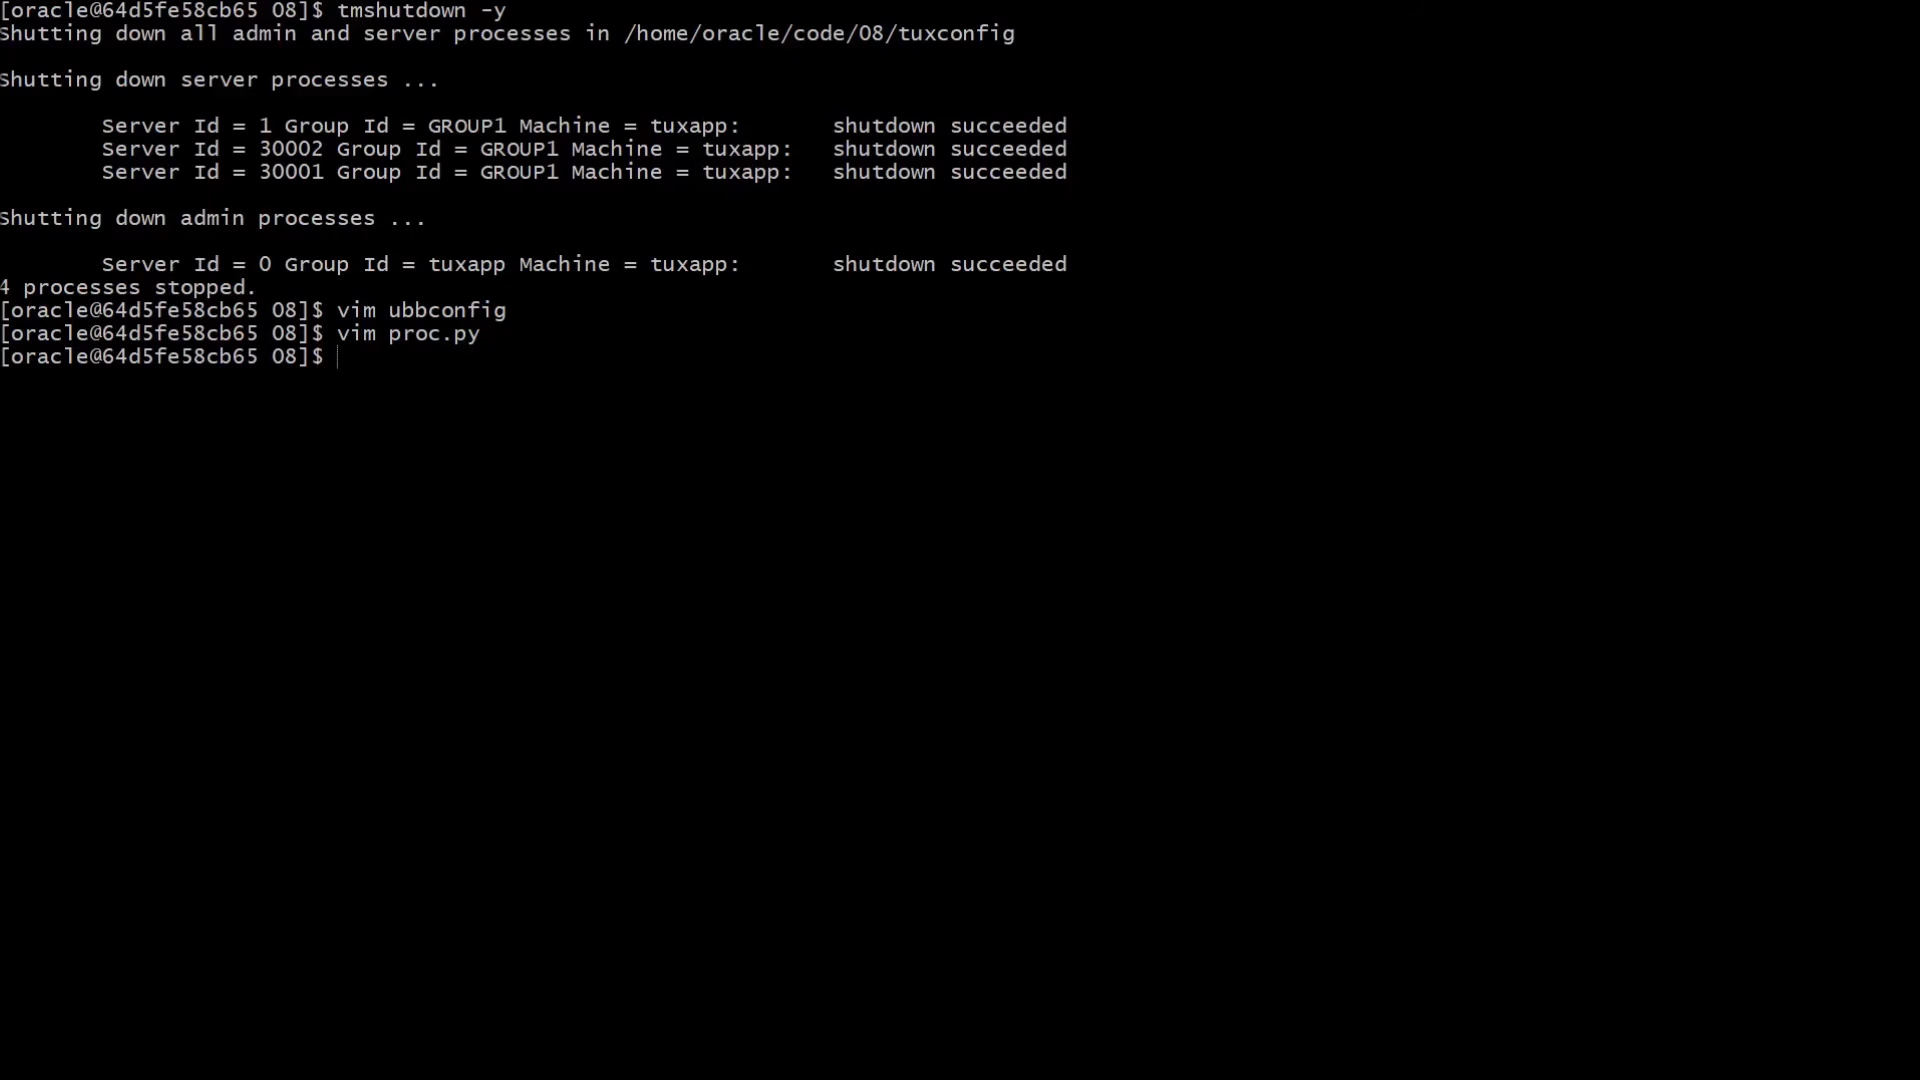 [oracle@64d5fe58cb65 08]$ tmshutdown -y
Shutting down all admin and server processes in /home/oracle/code/08/tuxconfig
Shutting down server processes ...
Server Id = 1 Group Id = GROUP1 Machine = tuxapp: shutdown succeeded
Server Id = 30002 Group Id = GROUP1 Machine = tuxapp: shutdown succeeded
Server Id = 30001 Group Id = GROUP1 Machine = tuxapp: shutdown succeeded
Shutting down admin processes ...
Server Id = 0 Group Id = tuxapp Machine = tuxapp: shutdown succeeded
4 processes stopped.
[oracle@64d5fe58cb65 08]$ vim ubbconfig
[oracle@64d5fe58cb65 08]$ vim proc.py
[oracle@64d5fe58cb65 08]$